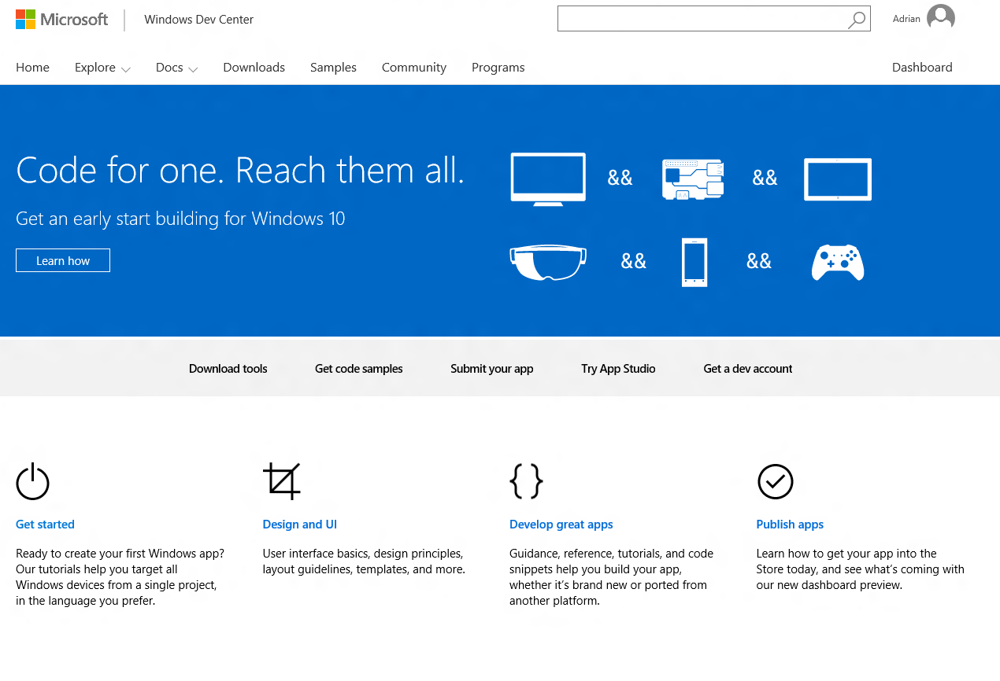 Microsoft
Windows Dev Center
Adrian
Home Explore Docs Downloads Samples Community Programs Dashboard
Code for one. Reach them all.
Get an early start building for Windows 10
Learn how
&& &&
&& &&
Download tools Get code samples Submit your app Try App Studio Get a dev account
{ }
Get started
Ready to create your first Windows app?
Our tutorials help you target all
Windows devices from a single project,
in the language you prefer.
Design and UI
User interface basics, design principles,
layout guidelines, templates, and more.
Develop great apps
Guidance, reference, tutorials, and code
snippets help you build your app,
whether it’s brand new or ported from
another platform.
Publish apps
Learn how to get your app into the
Store today, and see what’s coming with
our new dashboard preview.